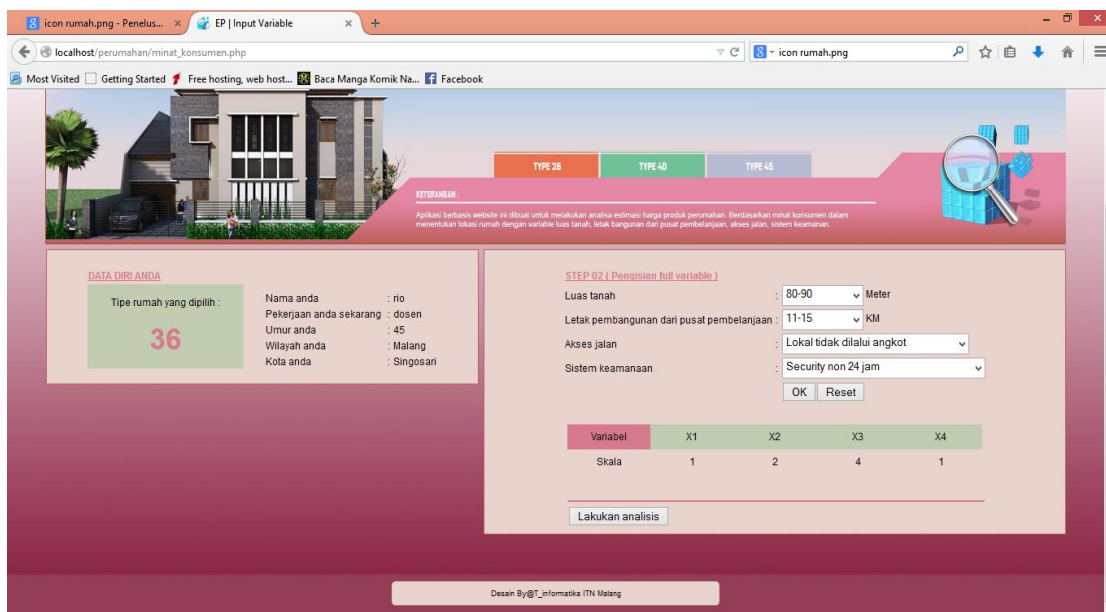 icon rumah.png - Penelus...
EP | Input Variable
localhost/perumahan/minat_konsumen.php
icon rumah.png
Most Visited Getting Started Free hosting, web host... Baca Manga Komik Na... Facebook
TYPE 36 TYPE 40 TYPE 45
KETERANGAN :
Aplikasi berbasis website ini dibuat untuk melakukan analisa estimasi harga produk perumahan. Berdasarkan minat konsumen dalam
menentukan lokasi rumah dengan variable luas tanah, letak bangunan dari pusat pembelanjaan, akses jalan, sistem keamanan.
DATA DIRI ANDA
Tipe rumah yang dipilih :
36
Nama anda : rio
Pekerjaan anda sekarang : dosen
Umur anda : 45
Wilayah anda : Malang
Kota anda : Singosari
STEP 02 ( Pengisian full variable )
Luas tanah : 80-90 Meter
Letak pembangunan dari pusat pembelanjaan : 11-15 KM
Akses jalan : Lokal tidak dilalui angkot
Sistem keamanaan : Security non 24 jam
OK Reset
Variabel X1 X2 X3 X4
Skala 1 2 4 1
Lakukan analisis
Desain By@T_informatika ITN Malang